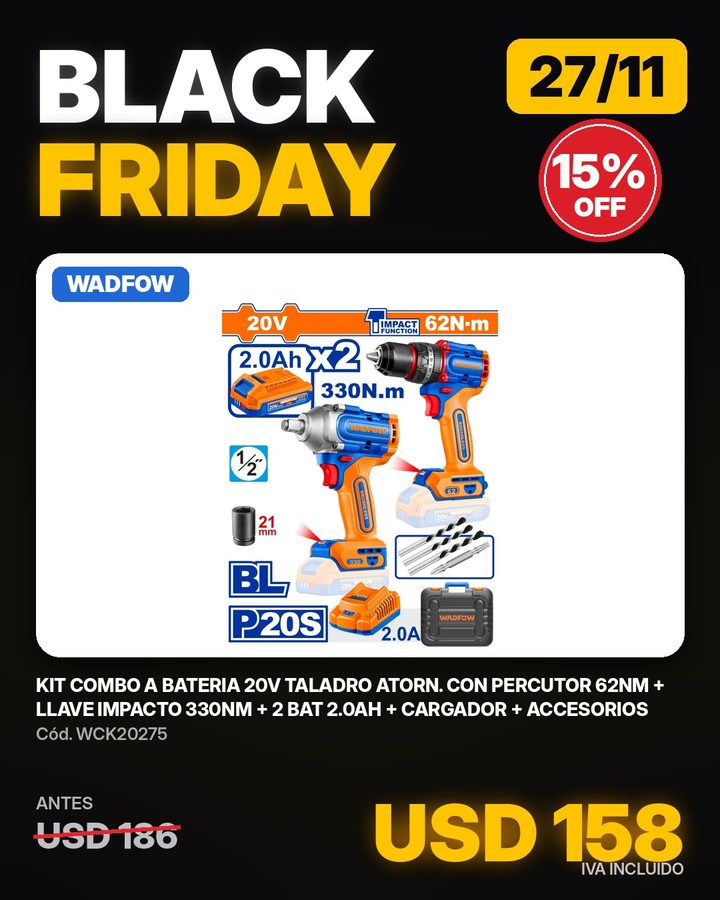 BLACK
FRIDAY
27/11
15%
OFF
WADFOW
20V
IMPACT
FUNCTION
62N·m
2.0Ah x2
330N.m
WADFOW
1/2"
21
mm
BL
P20S
2.0A
WADFOW
KIT COMBO A BATERIA 20V TALADRO ATORN. CON PERCUTOR 62NM +
LLAVE IMPACTO 330NM + 2 BAT 2.0AH + CARGADOR + ACCESORIOS
Cód. WCK20275
ANTES
USD 186
USD 158
IVA INCLUIDO